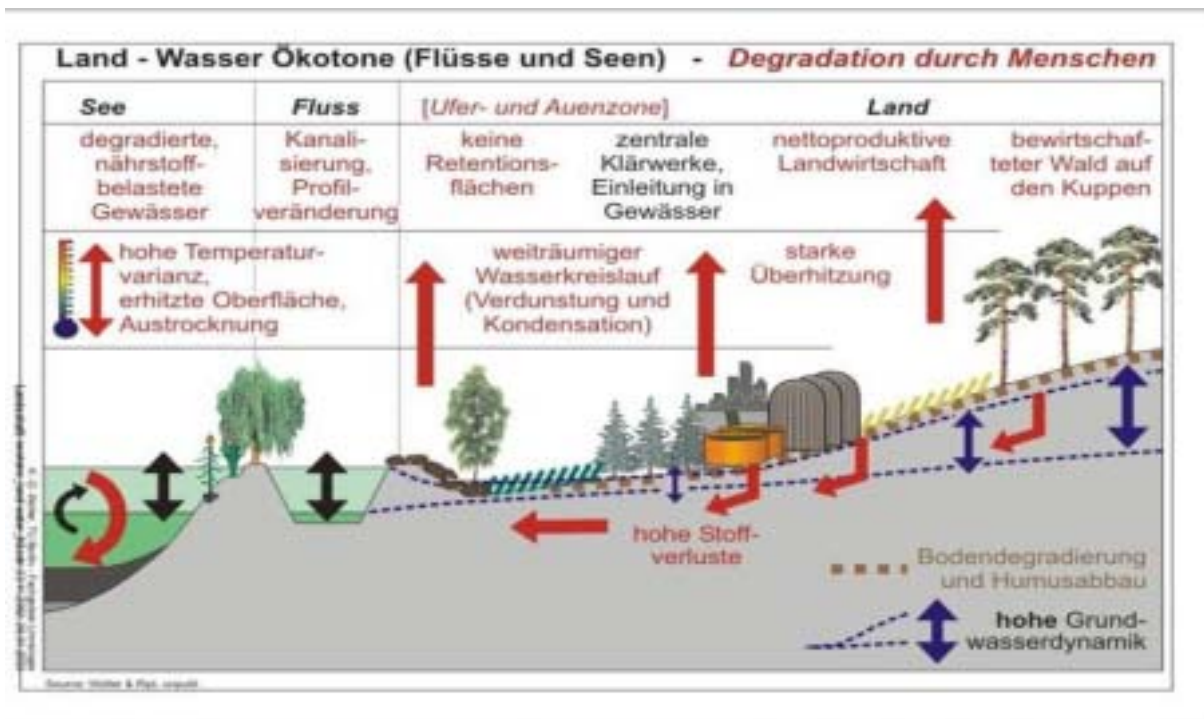 Land - Wasser Ökotone (Flüsse und Seen) - Degradation durch Menschen
See
Fluss
[Ufer- und Auenzone]
Land
degradierte,
nährstoff-
belastete
Gewässer
Kanali-
sierung,
Profil-
veränderung
keine
Retentions-
flächen
zentrale
Klärwerke,
Einleitung in
Gewässer
nettoproduktive
Landwirtschaft
bewirtschaf-
teter Wald auf
den Kuppen
hohe Temperatur-
varianz,
erhitzte Oberfläche,
Austrocknung
weiträumiger
Wasserkreislauf
(Verdunstung und
Kondensation)
starke
Überhitzung
hohe Stoff-
verluste
Bodendegradierung
und Humusabbau
hohe Grund-
wasserdynamik
Source: